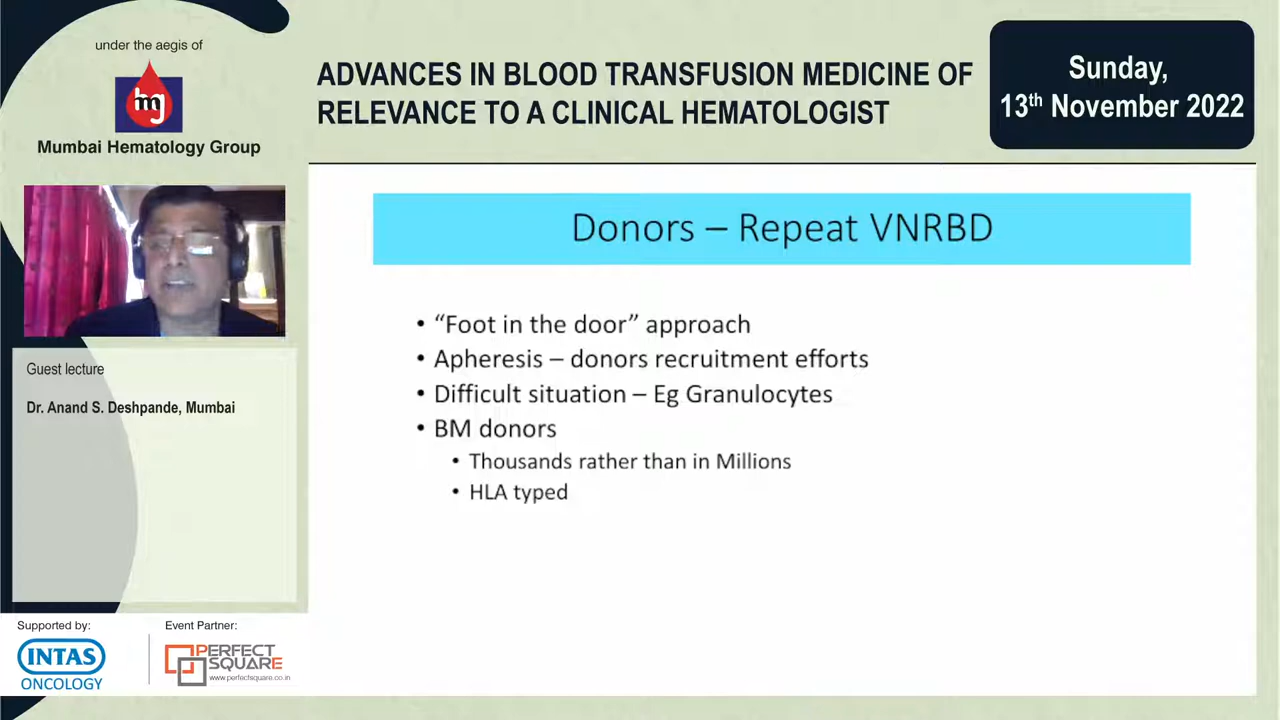 under the aegis of
hmg
Mumbai Hematology Group
ADVANCES IN BLOOD TRANSFUSION MEDICINE OF
RELEVANCE TO A CLINICAL HEMATOLOGIST
Sunday,
13th November 2022
Guest lecture
Dr. Anand S. Deshpande, Mumbai
Donors – Repeat VNRBD
• “Foot in the door” approach
• Apheresis – donors recruitment efforts
• Difficult situation – Eg Granulocytes
• BM donors
• Thousands rather than in Millions
• HLA typed
Supported by:
INTAS
ONCOLOGY
Event Partner:
PERFECT
SQUARE
www.perfectsquare.co.in